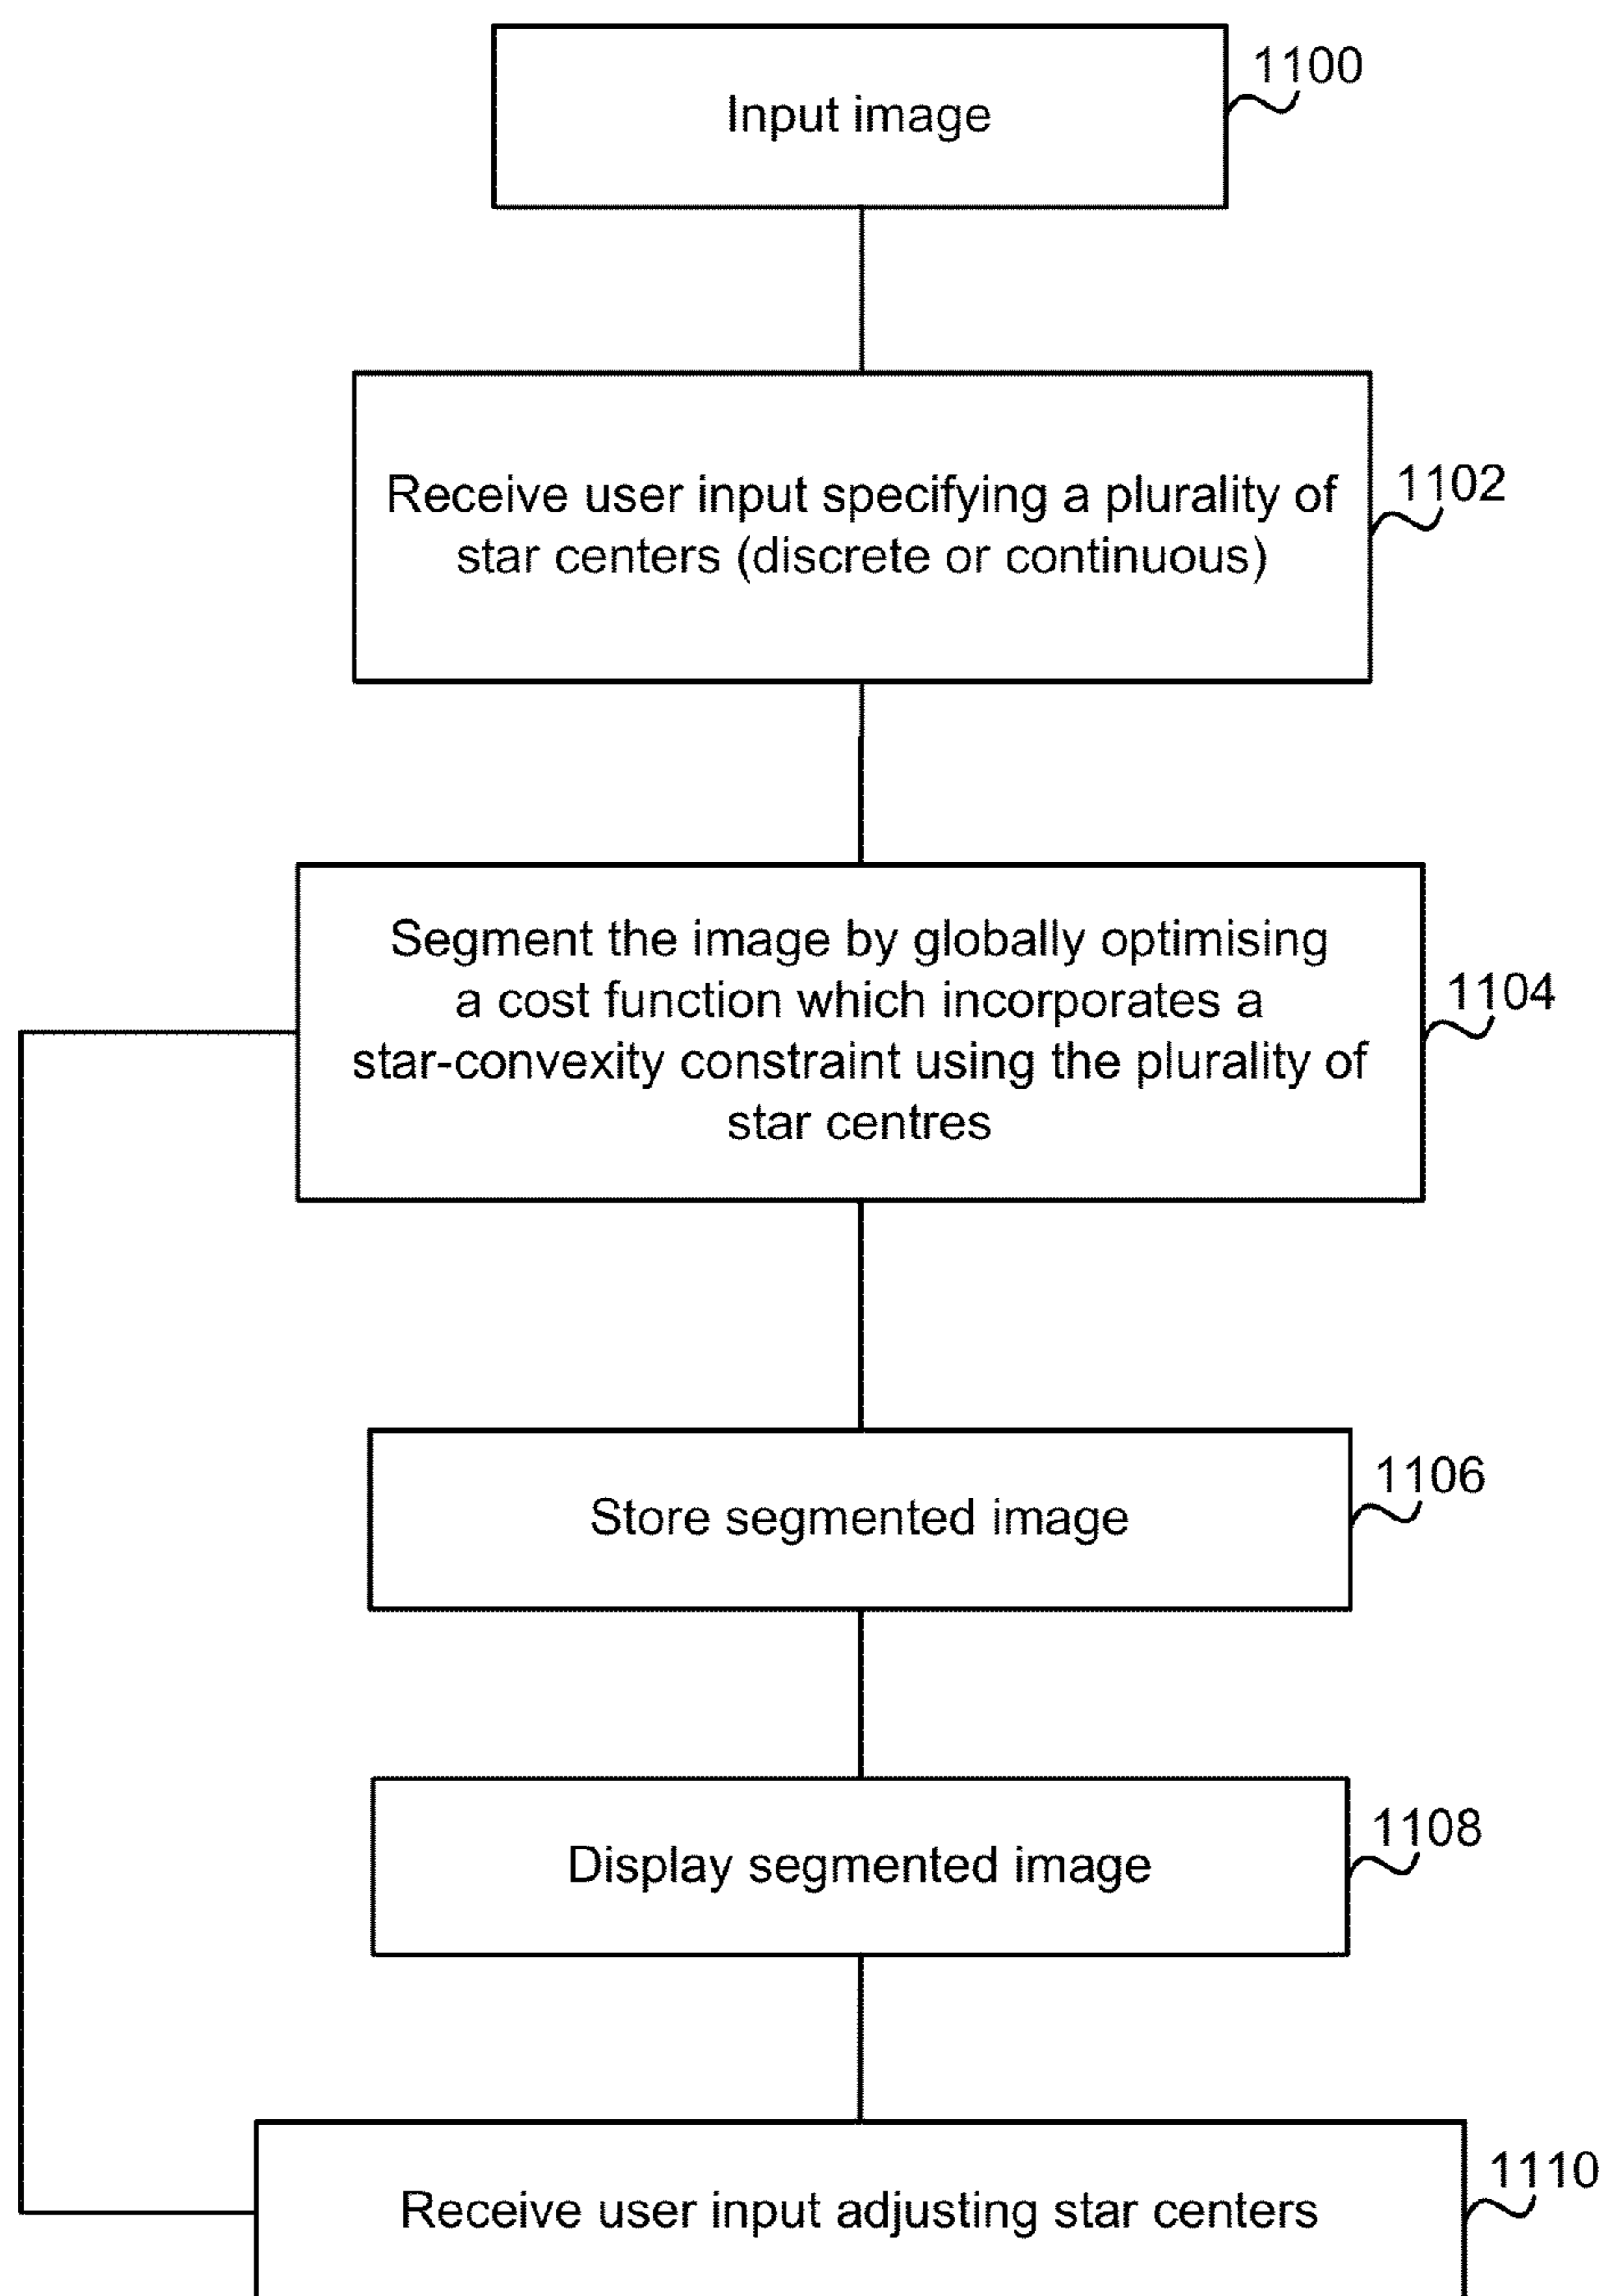 Input image
1100
Receive user input specifying a plurality of
star centers (discrete or continuous)
1102
Segment the image by globally optimising
a cost function which incorporates a
star-convexity constraint using the plurality of
star centres
1104
Store segmented image
1106
Display segmented image
1108
Receive user input adjusting star centers
1110